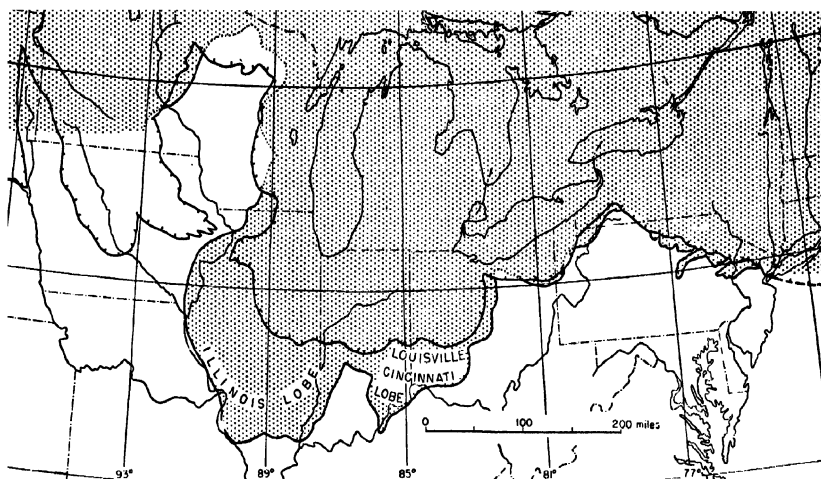 ILLINOIS LOBE
LOUISVILLE
CINCINNATI
LOBE
0 100 200 miles
93° 89° 85° 81° 77°